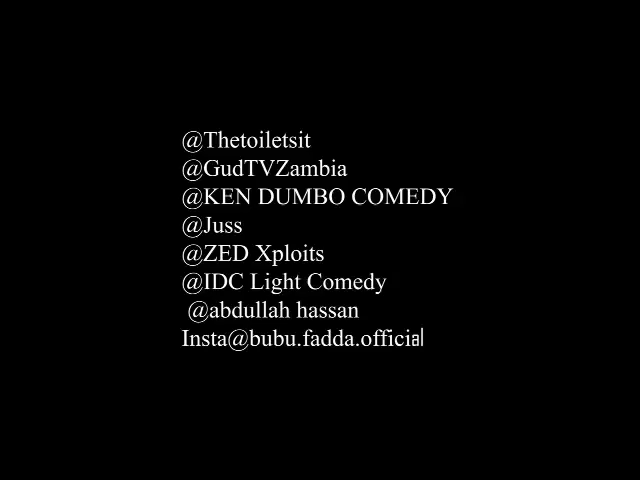 @Thetoiletsit
@GudTVZambia
@KEN DUMBO COMEDY
@Juss
@ZED Xploits
@IDC Light Comedy
@abdullah hassan
Insta@bubu.fadda.official